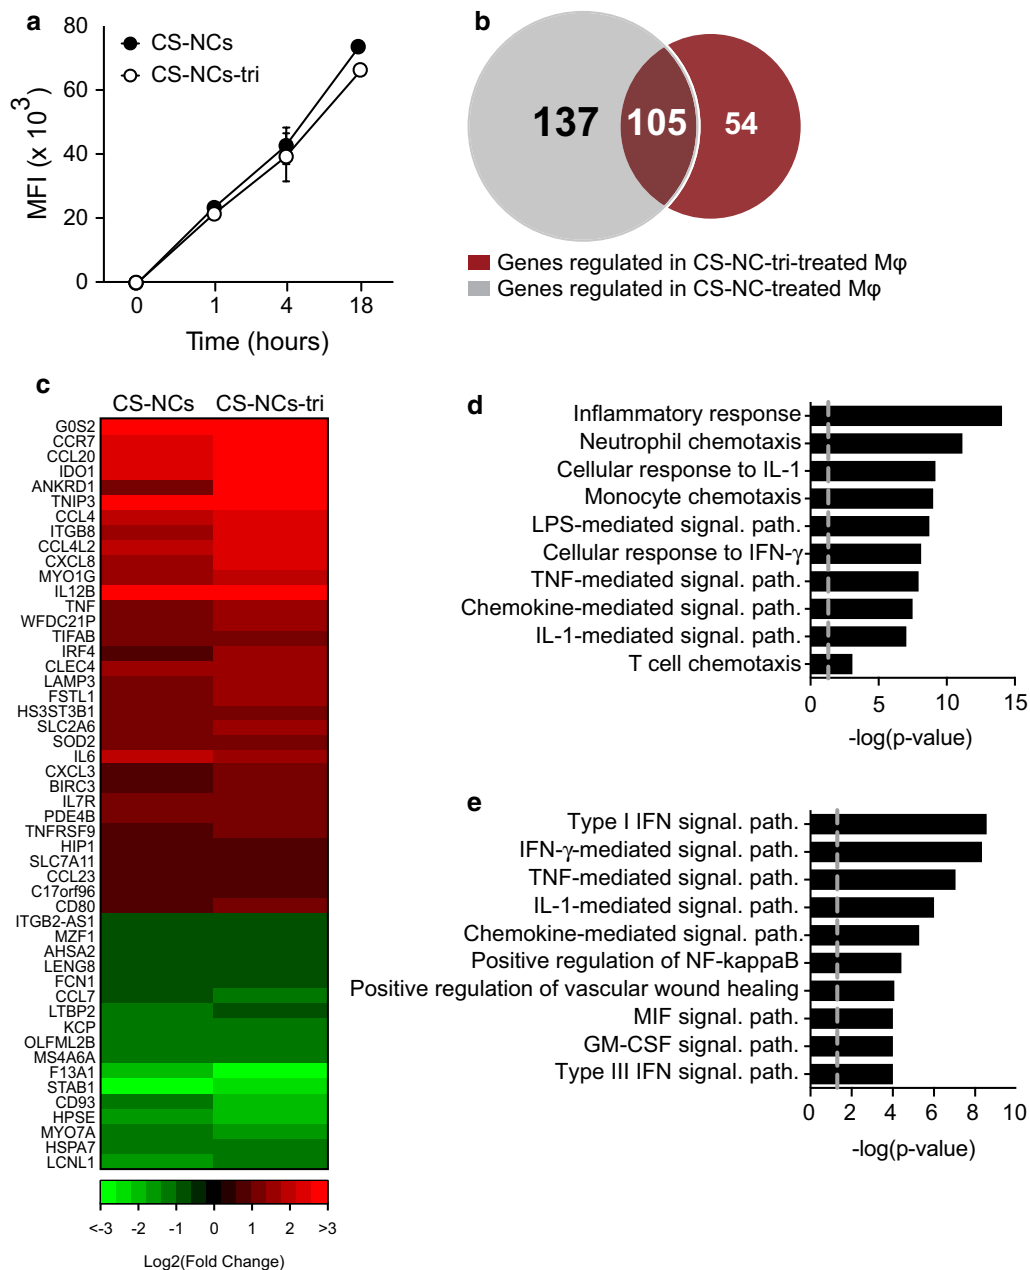 a
80
60
40
20
0
MFI (x 10³)
CS-NCs
CS-NCs-tri
0 1 4 18
Time (hours)
b
137 105 54
Genes regulated in CS-NC-tri-treated Mφ
Genes regulated in CS-NC-treated Mφ
c
CS-NCs CS-NCs-tri
G0S2
CCR7
CCL20
IDO1
ANKRD1
TNIP3
CCL4
ITGB8
CCL4L2
CXCL8
MYO1G
IL12B
TNF
WFDC21P
TIFAB
IRF4
CLEC4
LAMP3
FSTL1
HS3ST3B1
SLC2A6
SOD2
IL6
CXCL3
BIRC3
IL7R
PDE4B
TNFRSF9
HIP1
SLC7A11
CCL23
C17orf96
CD80
ITGB2-AS1
MZF1
AHSA2
LENG8
FCN1
CCL7
LTBP2
KCP
OLFML2B
MS4A6A
F13A1
STAB1
CD93
HPSE
MYO7A
HSPA7
LCNL1
<-3 -2 -1 0 1 2 >3
Log2(Fold Change)
d
Inflammatory response
Neutrophil chemotaxis
Cellular response to IL-1
Monocyte chemotaxis
LPS-mediated signal. path.
Cellular response to IFN-γ
TNF-mediated signal. path.
Chemokine-mediated signal. path.
IL-1-mediated signal. path.
T cell chemotaxis
0 5 10 15
-log(p-value)
e
Type I IFN signal. path.
IFN-γ-mediated signal. path.
TNF-mediated signal. path.
IL-1-mediated signal. path.
Chemokine-mediated signal. path.
Positive regulation of NF-kappaB
Positive regulation of vascular wound healing
MIF signal. path.
GM-CSF signal. path.
Type III IFN signal. path.
0 2 4 6 8 10
-log(p-value)